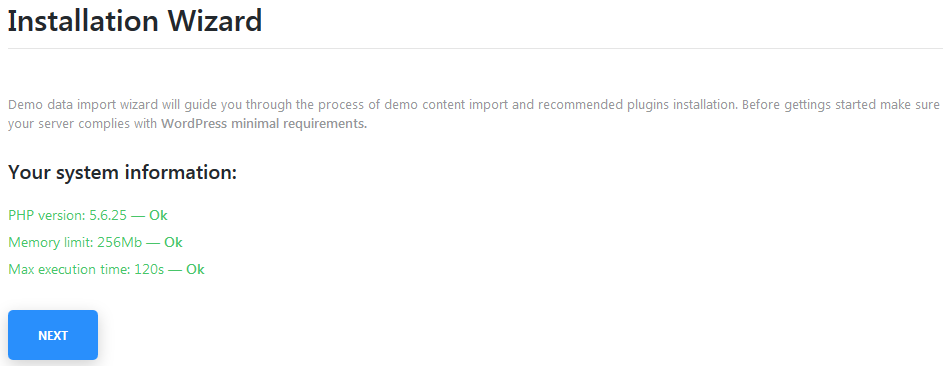 Installation Wizard
Demo data import wizard will guide you through the process of demo content import and recommended plugins installation. Before gettings started make sure
your server complies with WordPress minimal requirements.
Your system information:
PHP version: 5.6.25 — Ok
Memory limit: 256Mb — Ok
Max execution time: 120s — Ok
NEXT